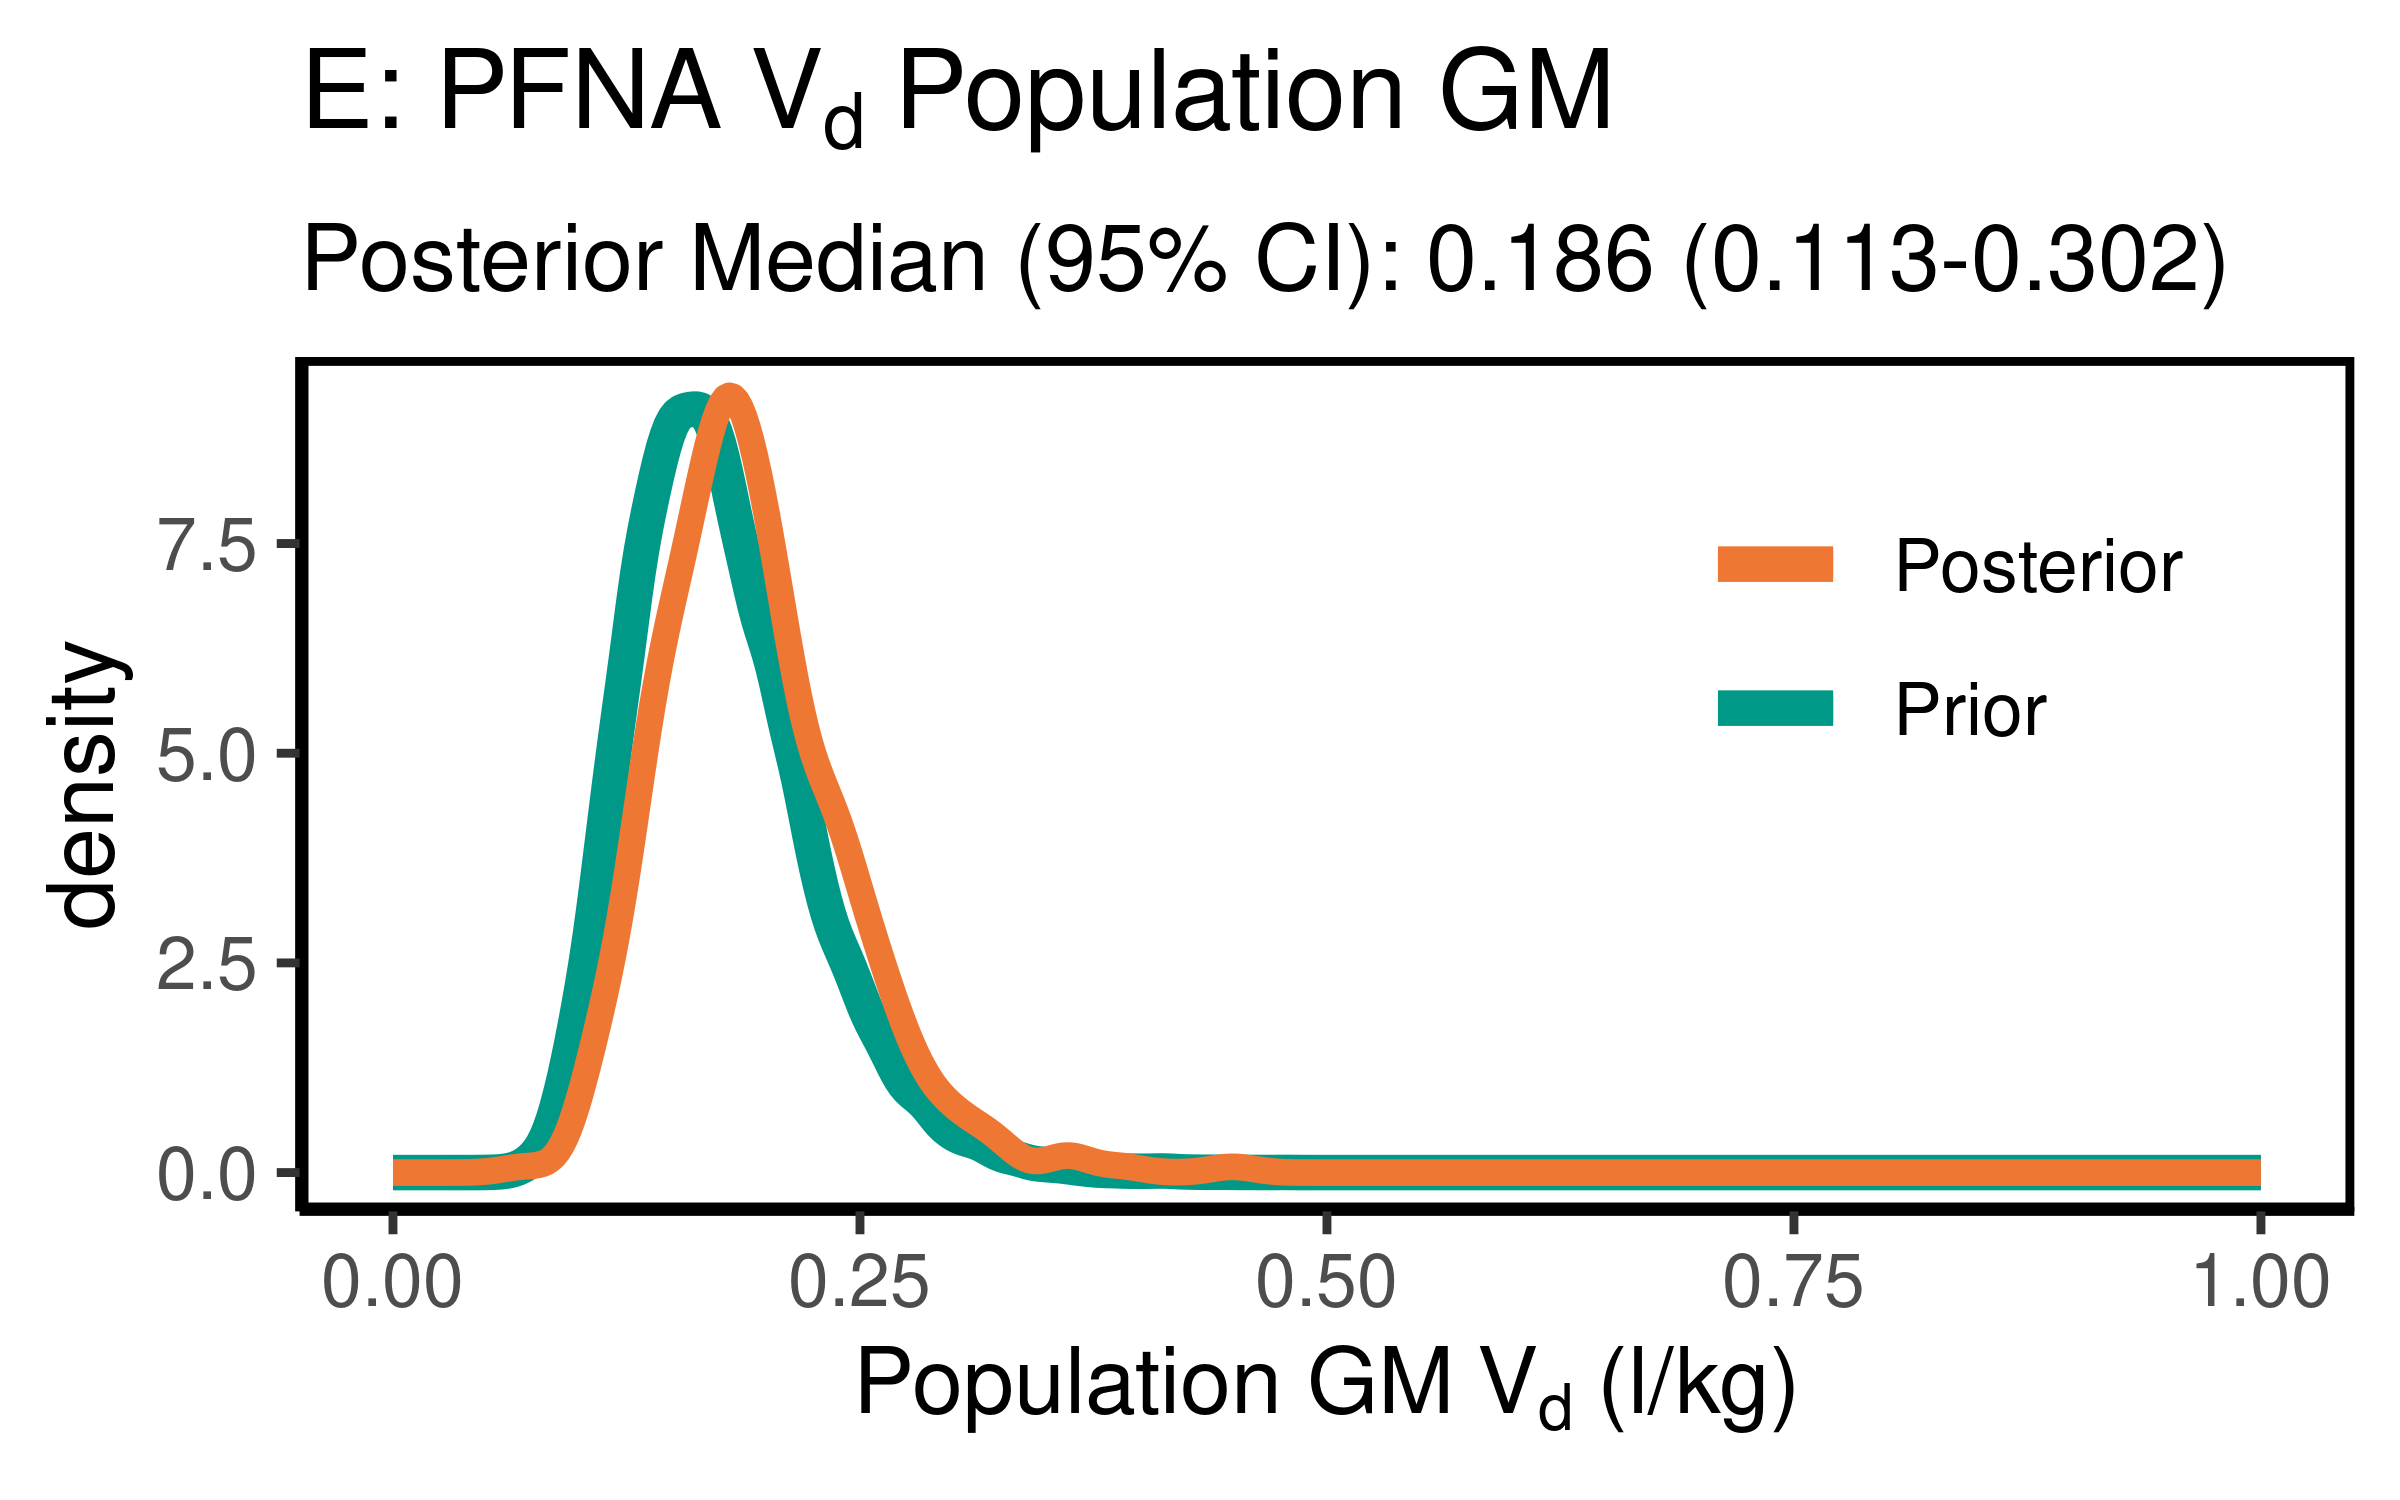 E: PFNA Vd Population GM
Posterior Median (95% CI): 0.186 (0.113-0.302)
7.5
5.0
2.5
0.0
density
Posterior
Prior
0.00 0.25 0.50 0.75 1.00
Population GM Vd (l/kg)